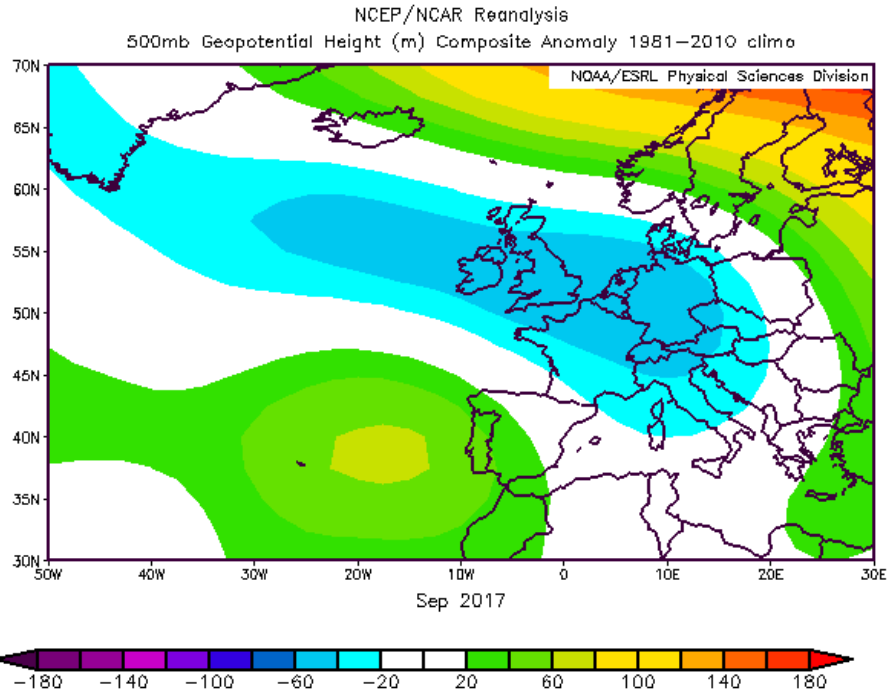 NCEP/NCAR Reanalysis
500mb Geopotential Height (m) Composite Anomaly 1981-2010 climo
NOAA/ESRL Physical Sciences Division
70N
65N
60N
55N
50N
45N
40N
35N
30N
50W 40W 30W 20W 10W 0 10E 20E 30E
Sep 2017
-180 -140 -100 -60 -20 20 60 100 140 180